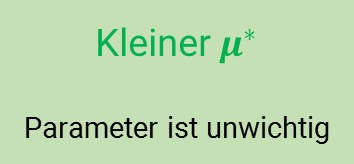 Kleiner μ*
Parameter ist unwichtig